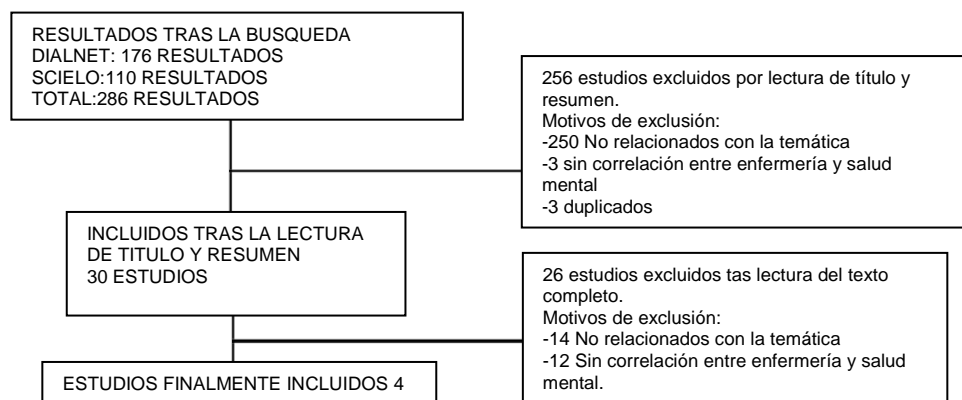 RESULTADOS TRAS LA BUSQUEDA
DIALNET: 176 RESULTADOS
SCIELO:110 RESULTADOS
TOTAL:286 RESULTADOS
256 estudios excluidos por lectura de título y
resumen.
Motivos de exclusión:
-250 No relacionados con la temática
-3 sin correlación entre enfermería y salud
mental
-3 duplicados
INCLUIDOS TRAS LA LECTURA
DE TITULO Y RESUMEN
30 ESTUDIOS
26 estudios excluidos tas lectura del texto
completo.
Motivos de exclusión:
-14 No relacionados con la temática
-12 Sin correlación entre enfermería y salud
mental.
ESTUDIOS FINALMENTE INCLUIDOS 4